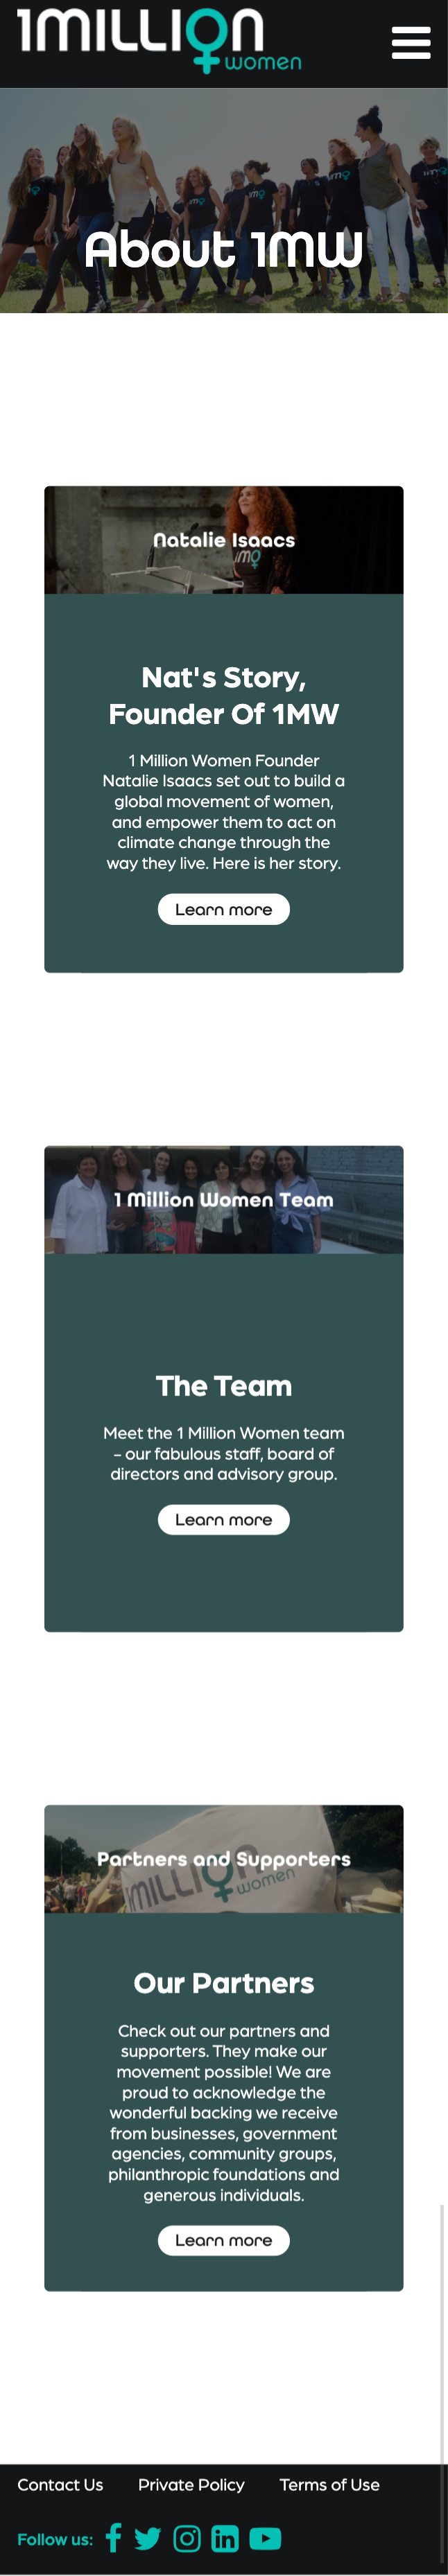 1MILLION
women
About 1MW
Natalie Isaacs
1MO
Nat's Story,
Founder Of 1MW
1 Million Women Founder
Natalie Isaacs set out to build a
global movement of women,
and empower them to act on
climate change through the
way they live. Here is her story.
Learn more
1 Million Women Team
The Team
Meet the 1 Million Women team
- our fabulous staff, board of
directors and advisory group.
Learn more
Partners and Supporters
1MILLION
women
Our Partners
Check out our partners and
supporters. They make our
movement possible! We are
proud to acknowledge the
wonderful backing we receive
from businesses, government
agencies, community groups,
philanthropic foundations and
generous individuals.
Learn more
Contact Us Private Policy Terms of Use
Follow us: